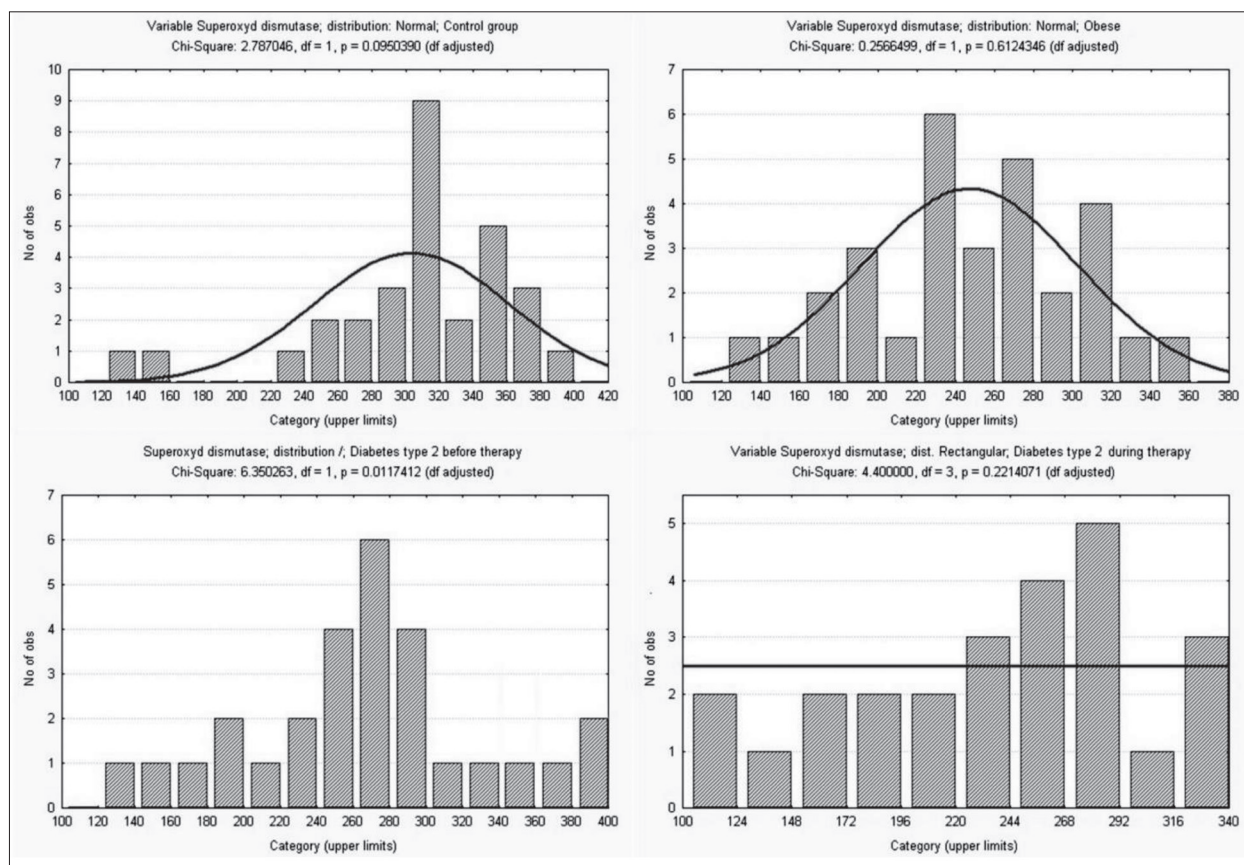 Variable Superoxyd dismutase; distribution: Normal; Control group
Chi-Square: 2.787046, df = 1, p = 0.0950390 (df adjusted)
10
9
8
7
6
5
4
3
2
1
0
No of obs
100 120 140 160 180 200 220 240 260 280 300 320 340 360 380 400 420
Category (upper limits)
Variable Superoxyd dismutase; distribution: Normal; Obese
Chi-Square: 0.2566499, df = 1, p = 0.6124346 (df adjusted)
7
6
5
4
3
2
1
0
No of obs
100 120 140 160 180 200 220 240 260 280 300 320 340 360 380
Category (upper limits)
Superoxyd dismutase; distribution /; Diabetes type 2 before therapy
Chi-Square: 6.350263, df = 1, p = 0.0117412 (df adjusted)
7
6
5
4
3
2
1
0
No of obs
100 120 140 160 180 200 220 240 260 280 300 320 340 360 380 400
Category (upper limits)
Variable Superoxyd dismutase; dist. Rectangular; Diabetes type 2 during therapy
Chi-Square: 4.400000, df = 3, p = 0.2214071 (df adjusted)
5
4
3
2
1
0
No of obs
100 124 148 172 196 220 244 268 292 316 340
Category (upper limits)